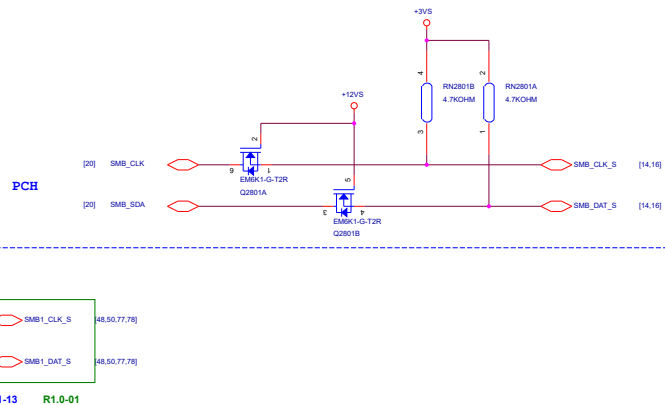 +3VS
4
2
RN2801B
RN2801A
4.7KOHM
4.7KOHM
3
1
+12VS
2
[20] SMB_CLK
6
1
SMB_CLK_S [14,16]
EM6K1-G-T2R
Q2801A
5
PCH
[20] SMB_SDA
3
4
SMB_DAT_S [14,16]
EM6K1-G-T2R
Q2801B
SMB1_CLK_S [48,50,77,78]
SMB1_DAT_S [48,50,77,78]
1-13 R1.0-01